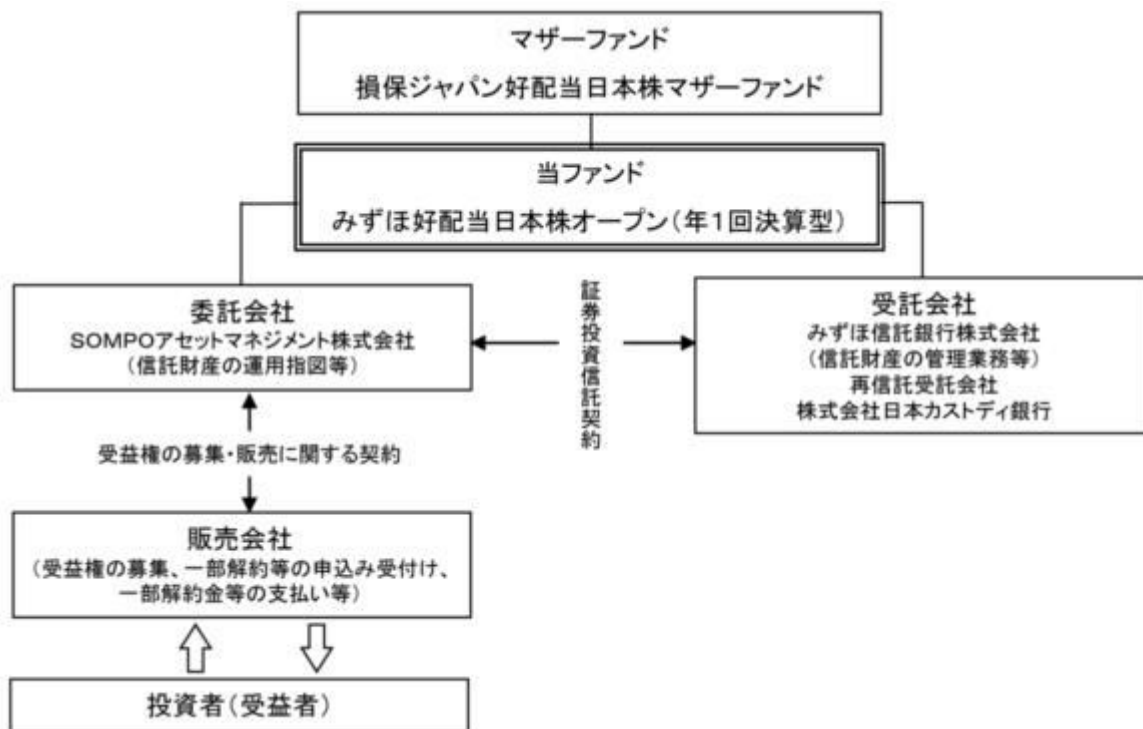 マザーファンド
損保ジャパン好配当日本株マザーファンド
当ファンド
みずほ好配当日本株オープン(年1回決算型)
委託会社
SOMPOアセットマネジメント株式会社
(信託財産の運用指図等)
証券投資信託契約
受託会社
みずほ信託銀行株式会社
(信託財産の管理業務等)
再信託受託会社
株式会社日本カストディ銀行
受益権の募集・販売に関する契約
販売会社
(受益権の募集、一部解約等の申込み受付け、
一部解約金等の支払い等)
投資者(受益者)